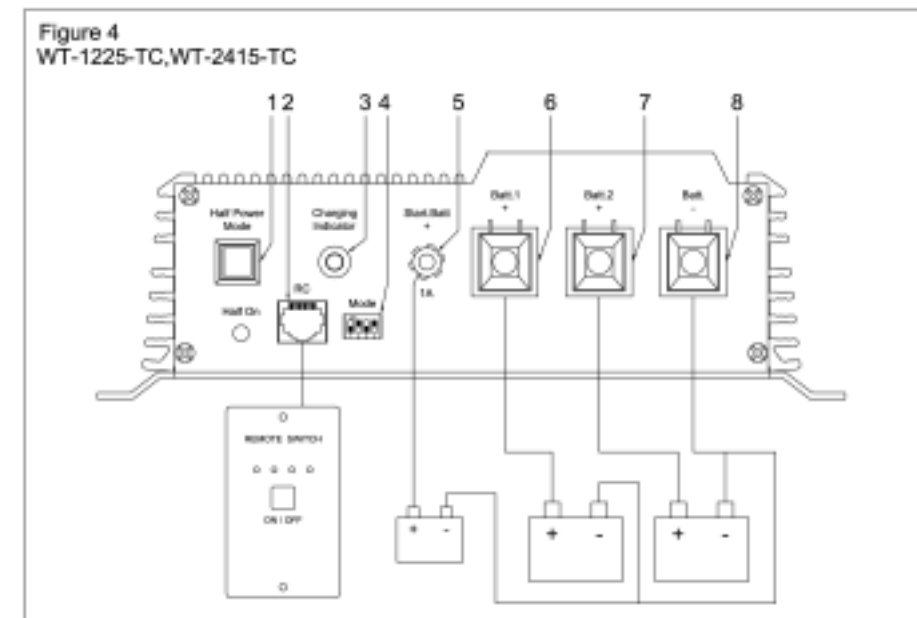 Figure 4
WT-1225-TC,WT-2415-TC
1 2 3 4 5 6 7 8
Half Power
Mode
Charging
Indicator
Start.Batt
+
Batt.1
+
Batt.2
+
Batt.
-
RC
Mode
1A
Half On
REMOTE SWITCH
ON / OFF
+ -
+ -
+ -